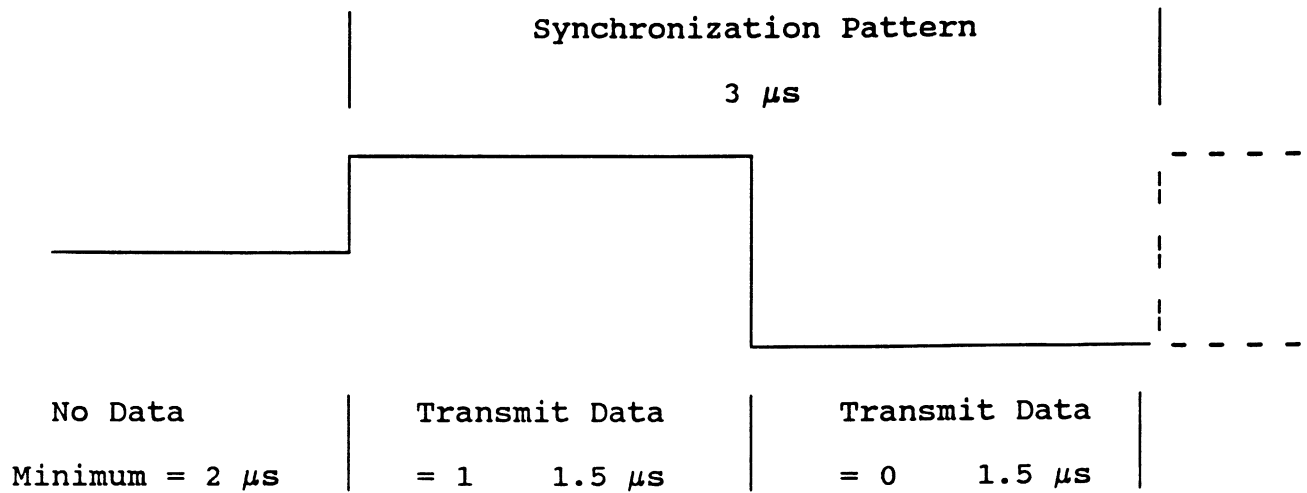 Synchronization Pattern
3 μs
No Data Transmit Data Transmit Data
Minimum = 2 μs = 1 1.5 μs = 0 1.5 μs